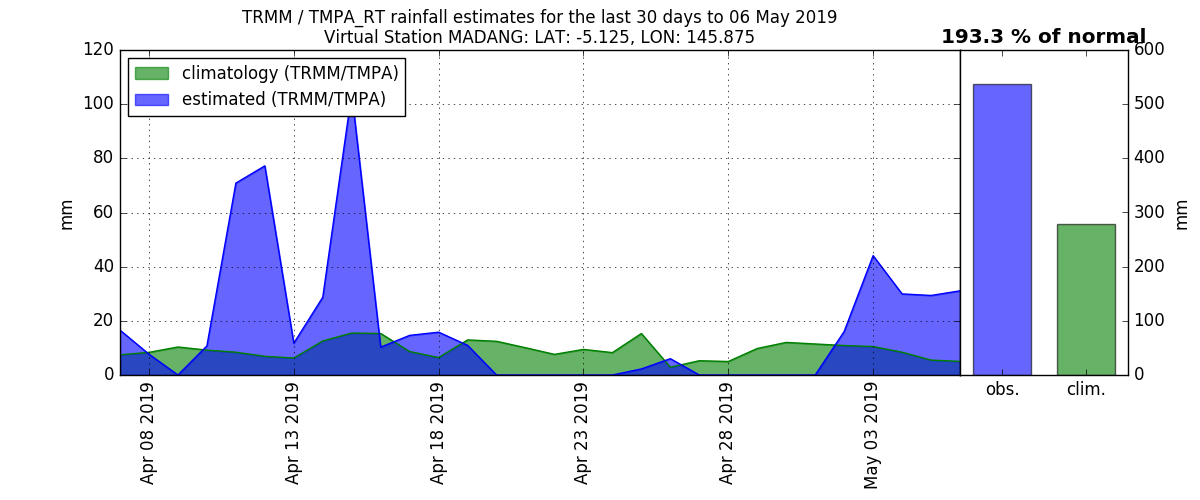 TRMM / TMPA_RT rainfall estimates for the last 30 days to 06 May 2019
Virtual Station MADANG: LAT: -5.125, LON: 145.875
193.3 % of normal
climatology (TRMM/TMPA)
estimated (TRMM/TMPA)
mm
120
100
80
60
40
20
0
Apr 08 2019
Apr 13 2019
Apr 18 2019
Apr 23 2019
Apr 28 2019
May 03 2019
obs.
clim.
600
500
400
300
200
100
0
mm